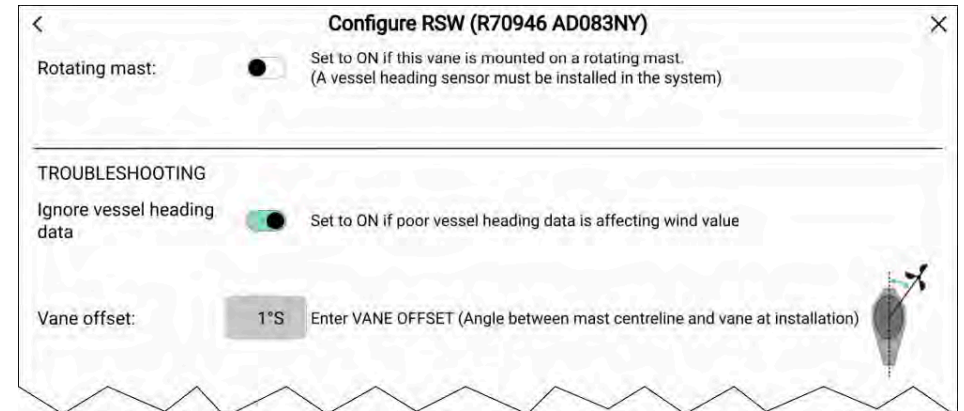 Configure RSW (R70946 AD083NY)
Rotating mast:
Set to ON if this vane is mounted on a rotating mast.
(A vessel heading sensor must be installed in the system)
TROUBLESHOOTING
Ignore vessel heading
data
Set to ON if poor vessel heading data is affecting wind value
Vane offset:
1°S
Enter VANE OFFSET (Angle between mast centreline and vane at installation)